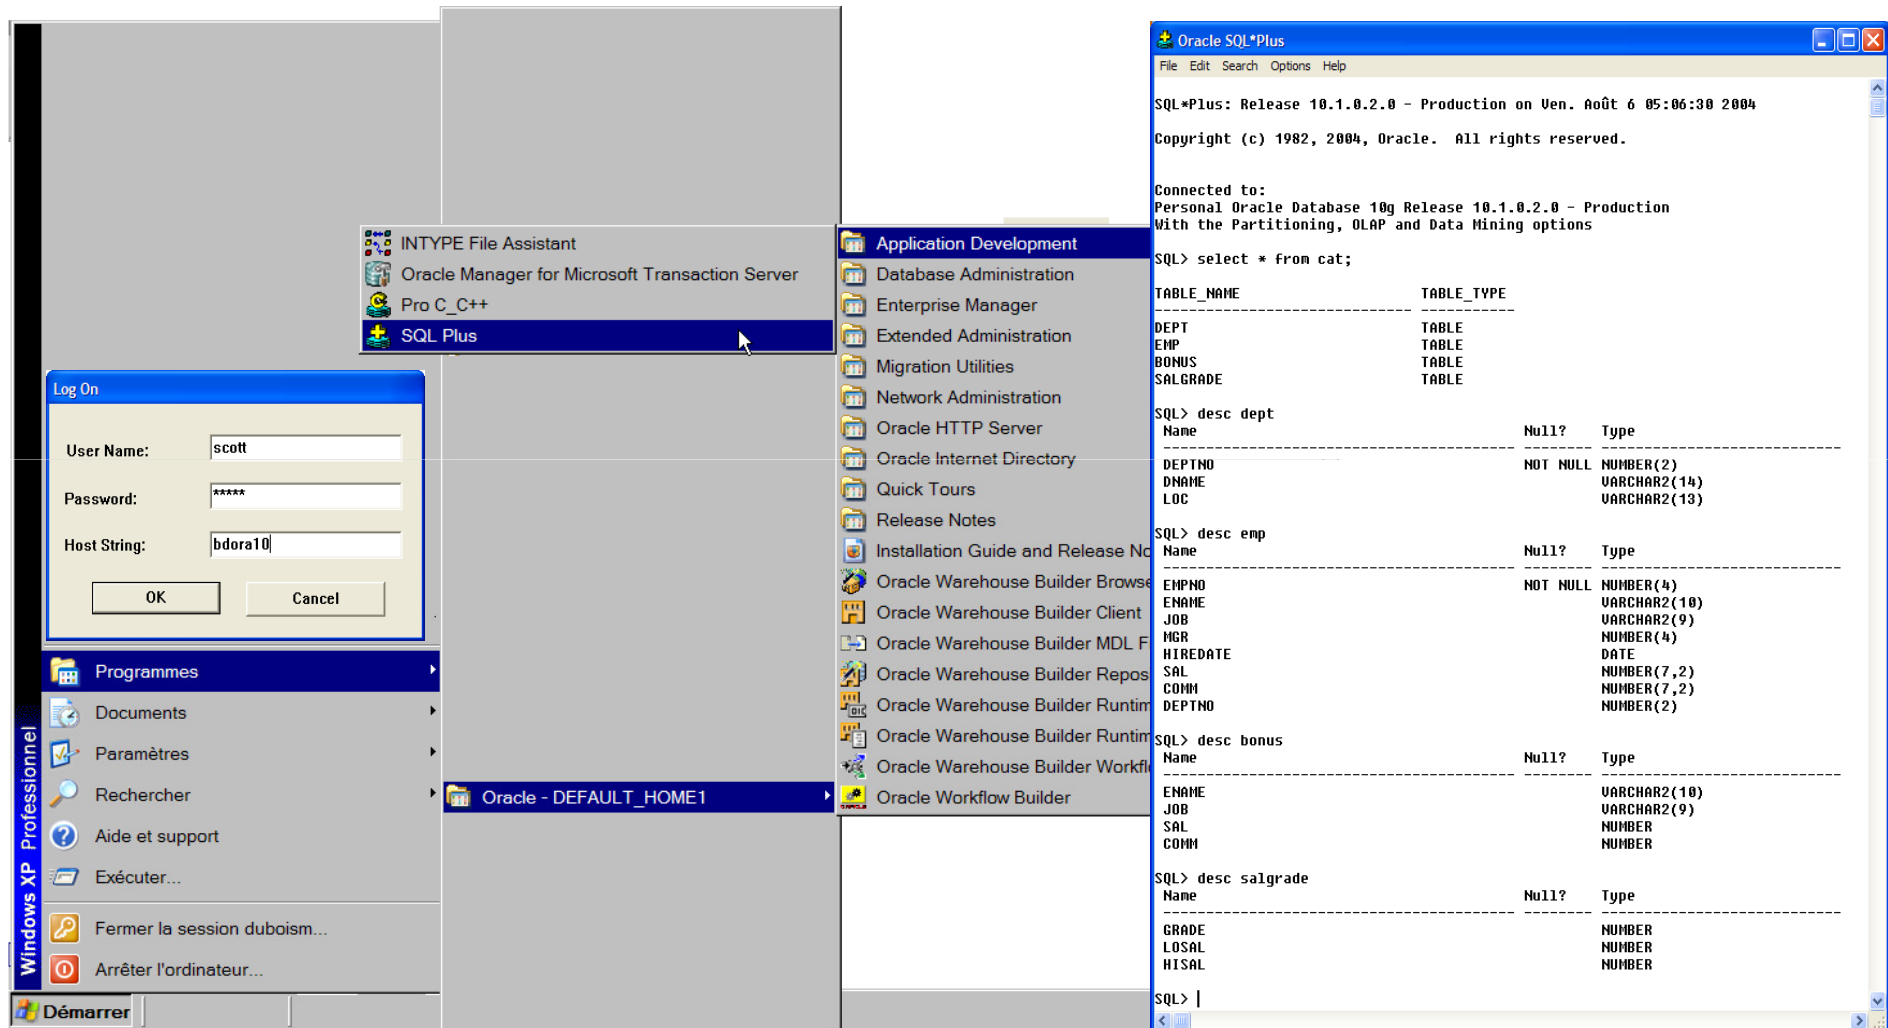 INTYPE File Assistant
Oracle Manager for Microsoft Transaction Server
Pro C_C++
SQL Plus
Log On
User Name:
scott
Password:
*****
Host String:
bdora10
OK
Cancel
Programmes
Documents
Paramètres
Rechercher
Aide et support
Exécuter...
Fermer la session duboism...
Arrêter l'ordinateur...
Windows XP Professionnel
Démarrer
Oracle - DEFAULT_HOME1
Application Development
Database Administration
Enterprise Manager
Extended Administration
Migration Utilities
Network Administration
Oracle HTTP Server
Oracle Internet Directory
Quick Tours
Release Notes
Installation Guide and Release No
Oracle Warehouse Builder Browse
Oracle Warehouse Builder Client
Oracle Warehouse Builder MDL F
Oracle Warehouse Builder Repos
Oracle Warehouse Builder Runtim
Oracle Warehouse Builder Runtim
Oracle Warehouse Builder Workfl
Oracle Workflow Builder
Oracle SQL*Plus
File Edit Search Options Help
SQL*Plus: Release 10.1.0.2.0 - Production on Ven. Août 6 05:06:30 2004
Copyright (c) 1982, 2004, Oracle. All rights reserved.
Connected to:
Personal Oracle Database 10g Release 10.1.0.2.0 - Production
With the Partitioning, OLAP and Data Mining options
SQL> select * from cat;
TABLE_NAME TABLE_TYPE
------------------------------ -----------
DEPT TABLE
EMP TABLE
BONUS TABLE
SALGRADE TABLE
SQL> desc dept
Name Null? Type
----------------------------------------- -------- ----------------------------
DEPTNO NOT NULL NUMBER(2)
DNAME VARCHAR2(14)
LOC VARCHAR2(13)
SQL> desc emp
Name Null? Type
----------------------------------------- -------- ----------------------------
EMPNO NOT NULL NUMBER(4)
ENAME VARCHAR2(10)
JOB VARCHAR2(9)
MGR NUMBER(4)
HIREDATE DATE
SAL NUMBER(7,2)
COMM NUMBER(7,2)
DEPTNO NUMBER(2)
SQL> desc bonus
Name Null? Type
----------------------------------------- -------- ----------------------------
ENAME VARCHAR2(10)
JOB VARCHAR2(9)
SAL NUMBER
COMM NUMBER
SQL> desc salgrade
Name Null? Type
----------------------------------------- -------- ----------------------------
GRADE NUMBER
LOSAL NUMBER
HISAL NUMBER
SQL>